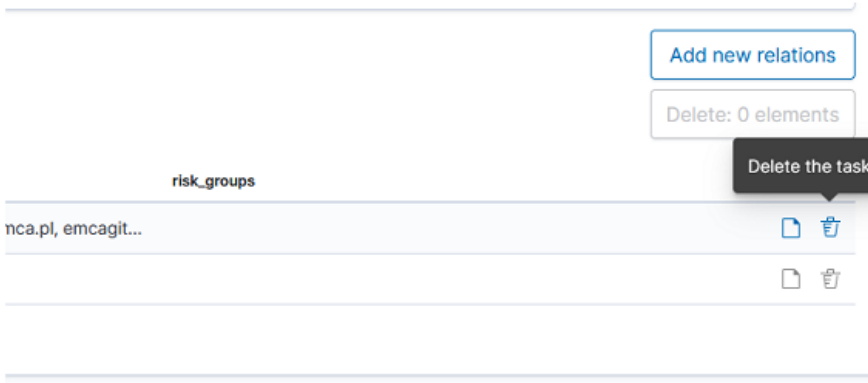 Add new relations
Delete: 0 elements
Delete the task
risk_groups
mca.pl, emcagit...